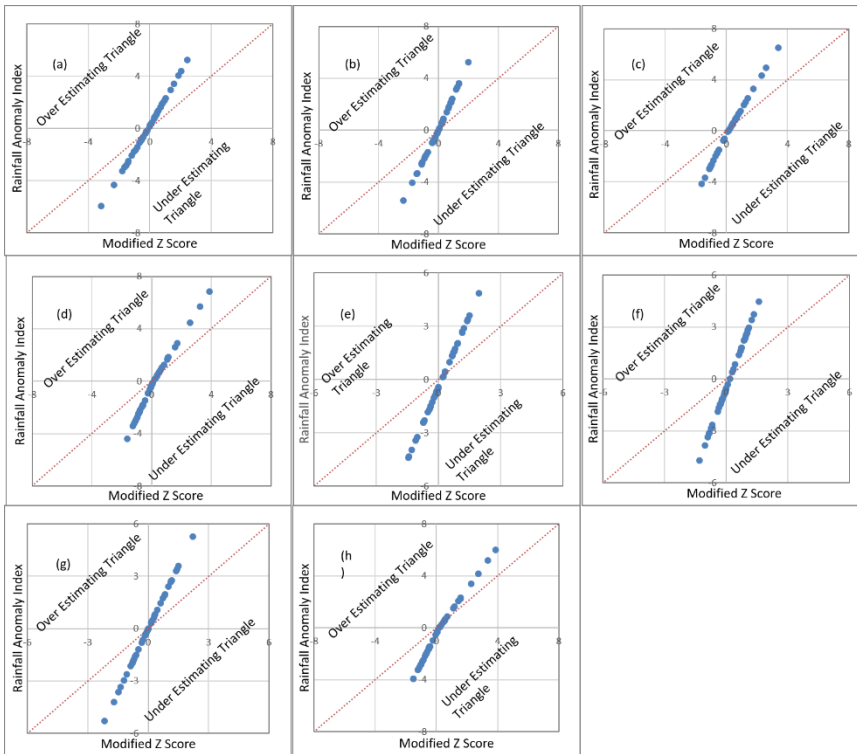 8
(a)
Over Estimating Triangle
4
Rainfall Anomaly Index
-8 -4 0 4 8
Under Estimating
Triangle
-4
-8
Modified Z Score
8
(b)
Over Estimating Triangle
4
Rainfall Anomaly Index
-8 -4 0 4 8
Under Estimating Triangle
-4
-8
Modified Z Score
8
(c)
Over Estimating Triangle
4
Rainfall Anomaly Index
-8 -4 0 4 8
Under Estimating Triangle
-4
-8
Modified Z Score
8
(d)
Over Estimating Triangle
4
Rainfall Anomaly Index
-8 -4 0 4 8
Under Estimating Triangle
-4
-8
Modified Z Score
6
(e)
Over Estimating
Triangle
3
Rainfall Anomaly Index
-6 -3 0 3 6
Under Estimating
Triangle
-3
-6
Modified Z Score
6
(f)
Over Estimating Triangle
3
Rainfall Anomaly Index
-6 -3 0 3 6
Under Estimating Triangle
-3
-6
Modified Z Score
6
(g)
Over Estimating Triangle
3
Rainfall Anomaly Index
-6 -3 0 3 6
Under Estimating Triangle
-3
-6
Modified Z Score
8
(h
)
Over Estimating Triangle
4
Rainfall Anomaly Index
-8 -4 0 4 8
Under Estimating
Triangle
-4
-8
Modified Z Score